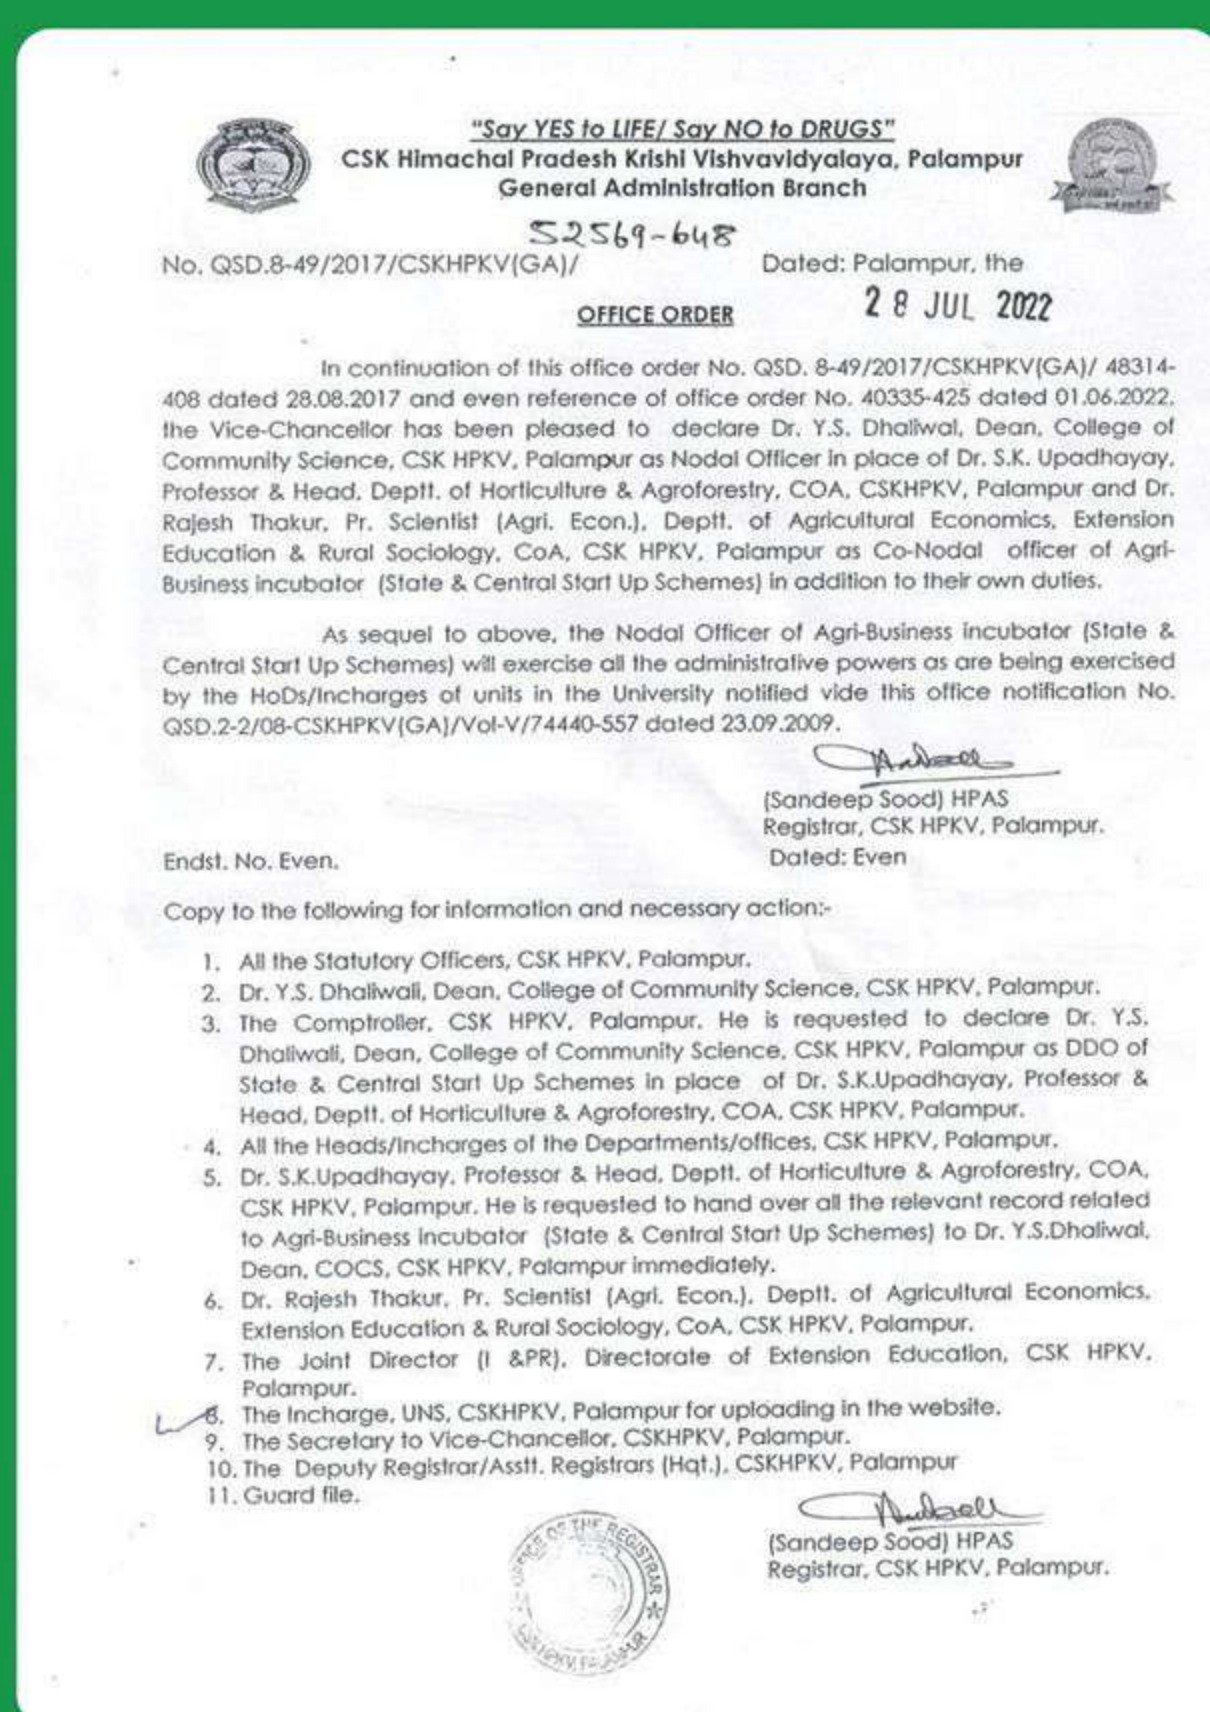 "Say YES to LIFE/ Say NO to DRUGS"
CSK Himachal Pradesh Krishi Vishvavidyalaya, Palampur
General Administration Branch
52569-648
No. QSD.8-49/2017/CSKHPKV(GA)/ Dated: Palampur, the
28 JUL 2022
OFFICE ORDER
In continuation of this office order No. QSD. 8-49/2017/CSKHPKV(GA)/ 48314-
408 dated 28.08.2017 and even reference of office order No. 40335-425 dated 01.06.2022,
the Vice-Chancellor has been pleased to declare Dr. Y.S. Dhaliwal, Dean, College of
Community Science, CSK HPKV, Palampur as Nodal Officer in place of Dr. S.K. Upadhayay,
Professor & Head, Deptt. of Horticulture & Agroforestry, COA, CSKHPKV, Palampur and Dr.
Rajesh Thakur, Pr. Scientist (Agri. Econ.), Deptt. of Agricultural Economics, Extension
Education & Rural Sociology, CoA, CSK HPKV, Palampur as Co-Nodal officer of Agri-
Business incubator (State & Central Start Up Schemes) in addition to their own duties.
As sequel to above, the Nodal Officer of Agri-Business incubator (State &
Central Start Up Schemes) will exercise all the administrative powers as are being exercised
by the HoDs/Incharges of units in the University notified vide this office notification No.
QSD.2-2/08-CSKHPKV(GA)/Vol-V/74440-557 dated 23.09.2009.
(Sandeep Sood) HPAS
Registrar, CSK HPKV, Palampur.
Endst. No. Even. Dated: Even
Copy to the following for information and necessary action:-
1. All the Statutory Officers, CSK HPKV, Palampur.
2. Dr. Y.S. Dhaliwali, Dean, College of Community Science, CSK HPKV, Palampur.
3. The Comptroller, CSK HPKV, Palampur. He is requested to declare Dr. Y.S.
Dhaliwali, Dean, College of Community Science, CSK HPKV, Palampur as DDO of
State & Central Start Up Schemes in place of Dr. S.K.Upadhayay, Professor &
Head, Deptt. of Horticulture & Agroforestry, COA, CSK HPKV, Palampur.
4. All the Heads/Incharges of the Departments/offices, CSK HPKV, Palampur.
5. Dr. S.K.Upadhayay, Professor & Head, Deptt. of Horticulture & Agroforestry, COA,
CSK HPKV, Palampur. He is requested to hand over all the relevant record related
to Agri-Business incubator (State & Central Start Up Schemes) to Dr. Y.S.Dhaliwal,
Dean, COCS, CSK HPKV, Palampur immediately.
6. Dr. Rajesh Thakur, Pr. Scientist (Agri. Econ.), Deptt. of Agricultural Economics,
Extension Education & Rural Sociology, CoA, CSK HPKV, Palampur.
7. The Joint Director (I &PR), Directorate of Extension Education, CSK HPKV,
Palampur.
8. The Incharge, UNS, CSKHPKV, Palampur for uploading in the website.
9. The Secretary to Vice-Chancellor, CSKHPKV, Palampur.
10. The Deputy Registrar/Asstt. Registrars (Hqt.), CSKHPKV, Palampur
11. Guard file.
(Sandeep Sood) HPAS
Registrar, CSK HPKV, Palampur.
OFFICE OF THE REGISTRAR
CSKHPKV, PALAMPUR